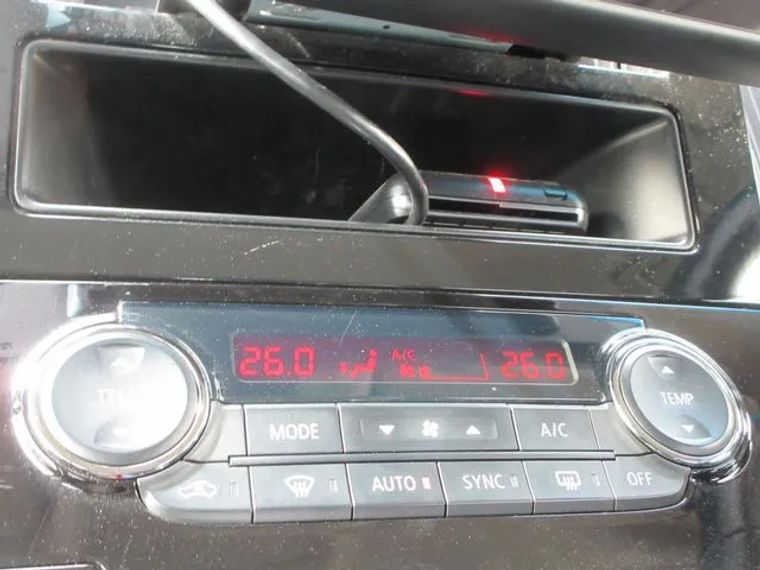 26.0 A/C 26.0
TEMP
MODE A/C
AUTO SYNC OFF